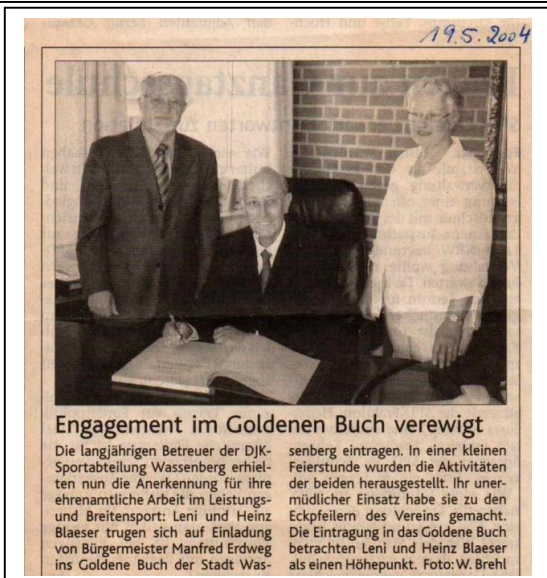 19.5.2004
Engagement im Goldenen Buch verewigt
Die langjährigen Betreuer der DJK-
Sportabteilung Wassenberg erhiel-
ten nun die Anerkennung für ihre
ehrenamtliche Arbeit im Leistungs-
und Breitensport: Leni und Heinz
Blaeser trugen sich auf Einladung
von Bürgermeister Manfred Erdweg
ins Goldene Buch der Stadt Was-
senberg eintragen. In einer kleinen
Feierstunde wurden die Aktivitäten
der beiden herausgestellt. Ihr uner-
müdlicher Einsatz habe sie zu den
Eckpfeilern des Vereins gemacht.
Die Eintragung in das Goldene Buch
betrachten Leni und Heinz Blaeser
als einen Höhepunkt. Foto: W. Brehl